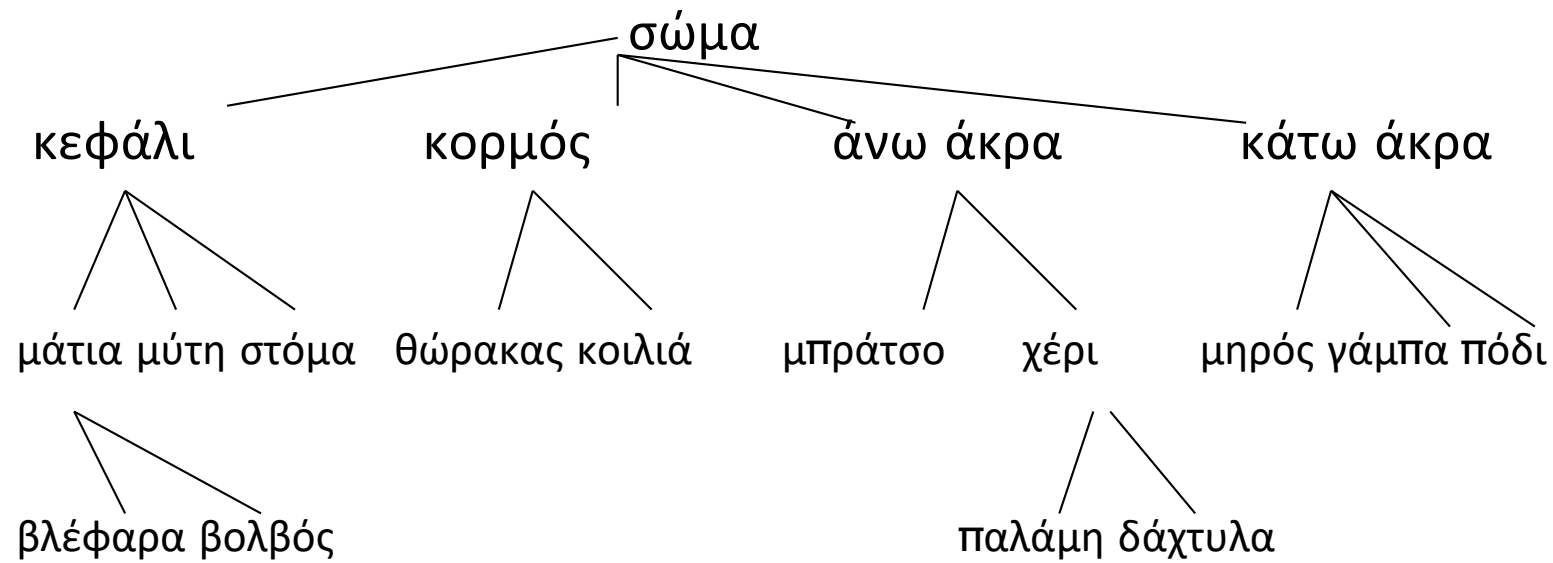 σώμα
κεφάλι κορμός άνω άκρα κάτω άκρα
μάτια μύτη στόμα θώρακας κοιλιά μπράτσο χέρι μηρός γάμπα πόδι
βλέφαρα βολβός παλάμη δάχτυλα